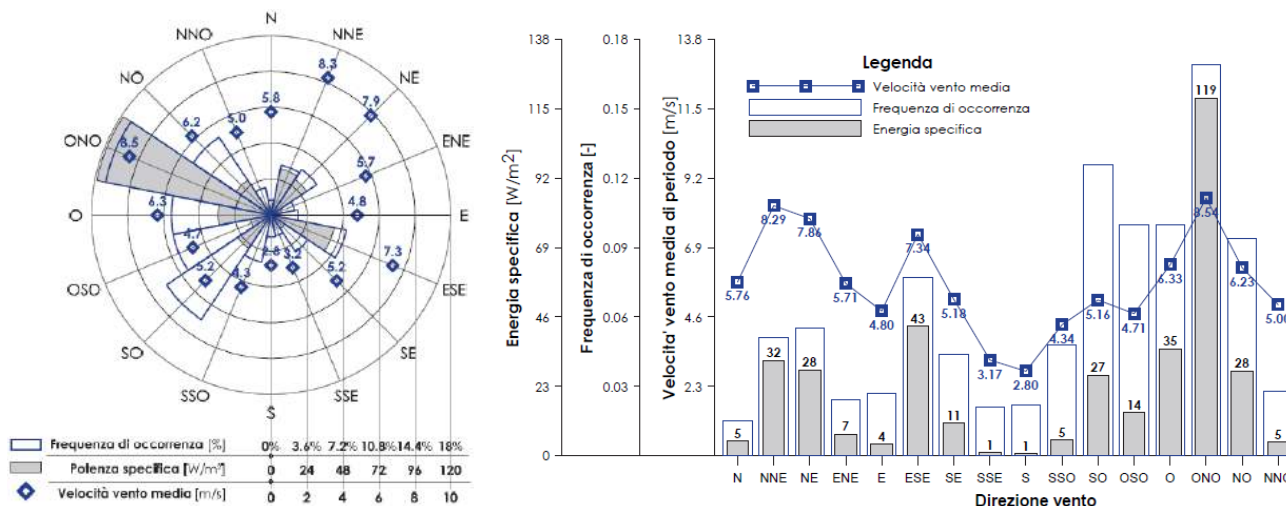 N
NNO
NNE
NO
NE
ONO
ENE
O
E
OSO
ESE
SO
SE
SSO
SSE
S
8.3
5.8
7.9
5.0
6.2
5.7
8.5
4.8
6.3
4.7
7.3
2.8
3.2
5.2
5.2
4.3
Frequenza di occorrenza [%] 0% 3.6% 7.2% 10.8% 14.4% 18%
Potenza specifica [W/m²] 0 24 48 72 96 120
Velocità vento media [m/s] 0 2 4 6 8 10
Energia specifica [W/m²]
138
115
92
69
46
23
0
Frequenza di occorrenza [-]
0.18
0.15
0.12
0.09
0.06
0.03
Velocita' vento media di periodo [m/s]
13.8
11.5
9.2
6.9
4.6
2.3
Legenda
Velocità vento media
Frequenza di occorrenza
Energia specifica
5.76 8.29 7.86 5.71 4.80 7.34 5.18 3.17 2.80 4.34 5.16 4.71 6.33 8.54 6.23 5.00
5 32 28 7 4 43 11 1 1 5 27 14 35 119 28 5
N NNE NE ENE E ESE SE SSE S SSO SO OSO O ONO NO NNO
Direzione vento